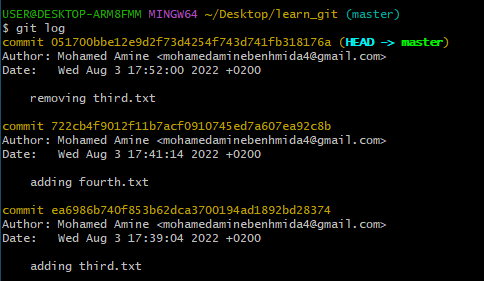 USER@DESKTOP-ARM8FMM MINGW64 ~/Desktop/learn_git (master)
$ git log
commit 051700bbe12e9d2f73d4254f743d741fb318176a (HEAD -> master)
Author: Mohamed Amine <mohamedaminebenhmida4@gmail.com>
Date:   Wed Aug 3 17:52:00 2022 +0200
    removing third.txt
commit 722cb4f9012f11b7acf0910745ed7a607ea92c8b
Author: Mohamed Amine <mohamedaminebenhmida4@gmail.com>
Date:   Wed Aug 3 17:41:14 2022 +0200
    adding fourth.txt
commit ea6986b740f853b62dca3700194ad1892bd28374
Author: Mohamed Amine <mohamedaminebenhmida4@gmail.com>
Date:   Wed Aug 3 17:39:04 2022 +0200
    adding third.txt